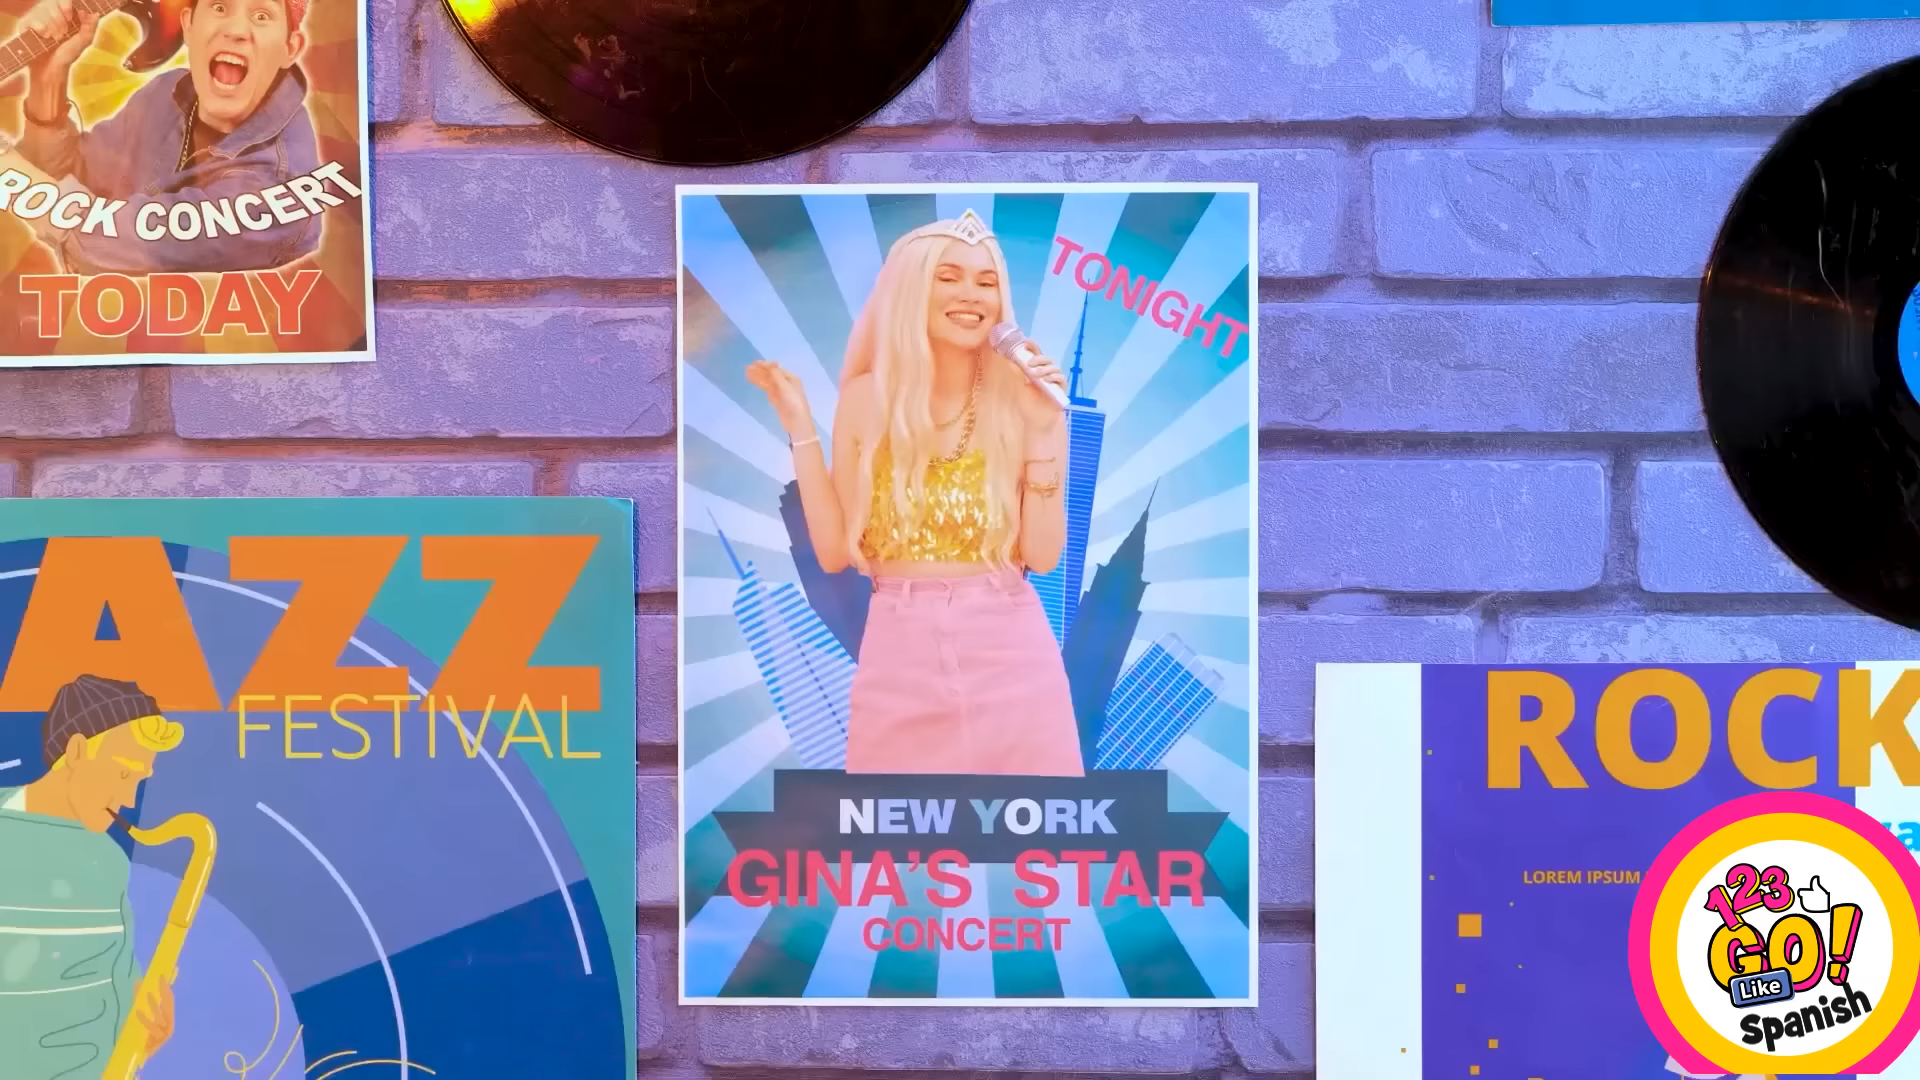 ROCK CONCERT
TODAY
AZZ
FESTIVAL
TONIGHT
NEW YORK
GINA'S STAR
CONCERT
ROCK
LOREM IPSUM
123
GO!
Like
Spanish